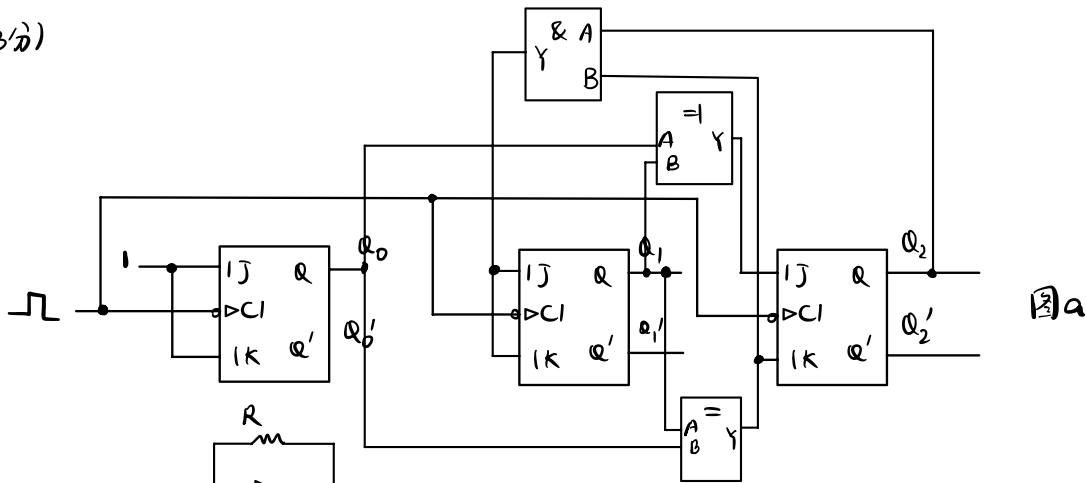 3分)
& A
Y
B
=1
A
Y
B
1
1J
Q
Q0
C1
Q0'
1K
Q'
1J
Q
Q1
C1
Q1'
1K
Q'
1J
Q
Q2
C1
Q2'
1K
Q'
图a
=
A
Y
B
R